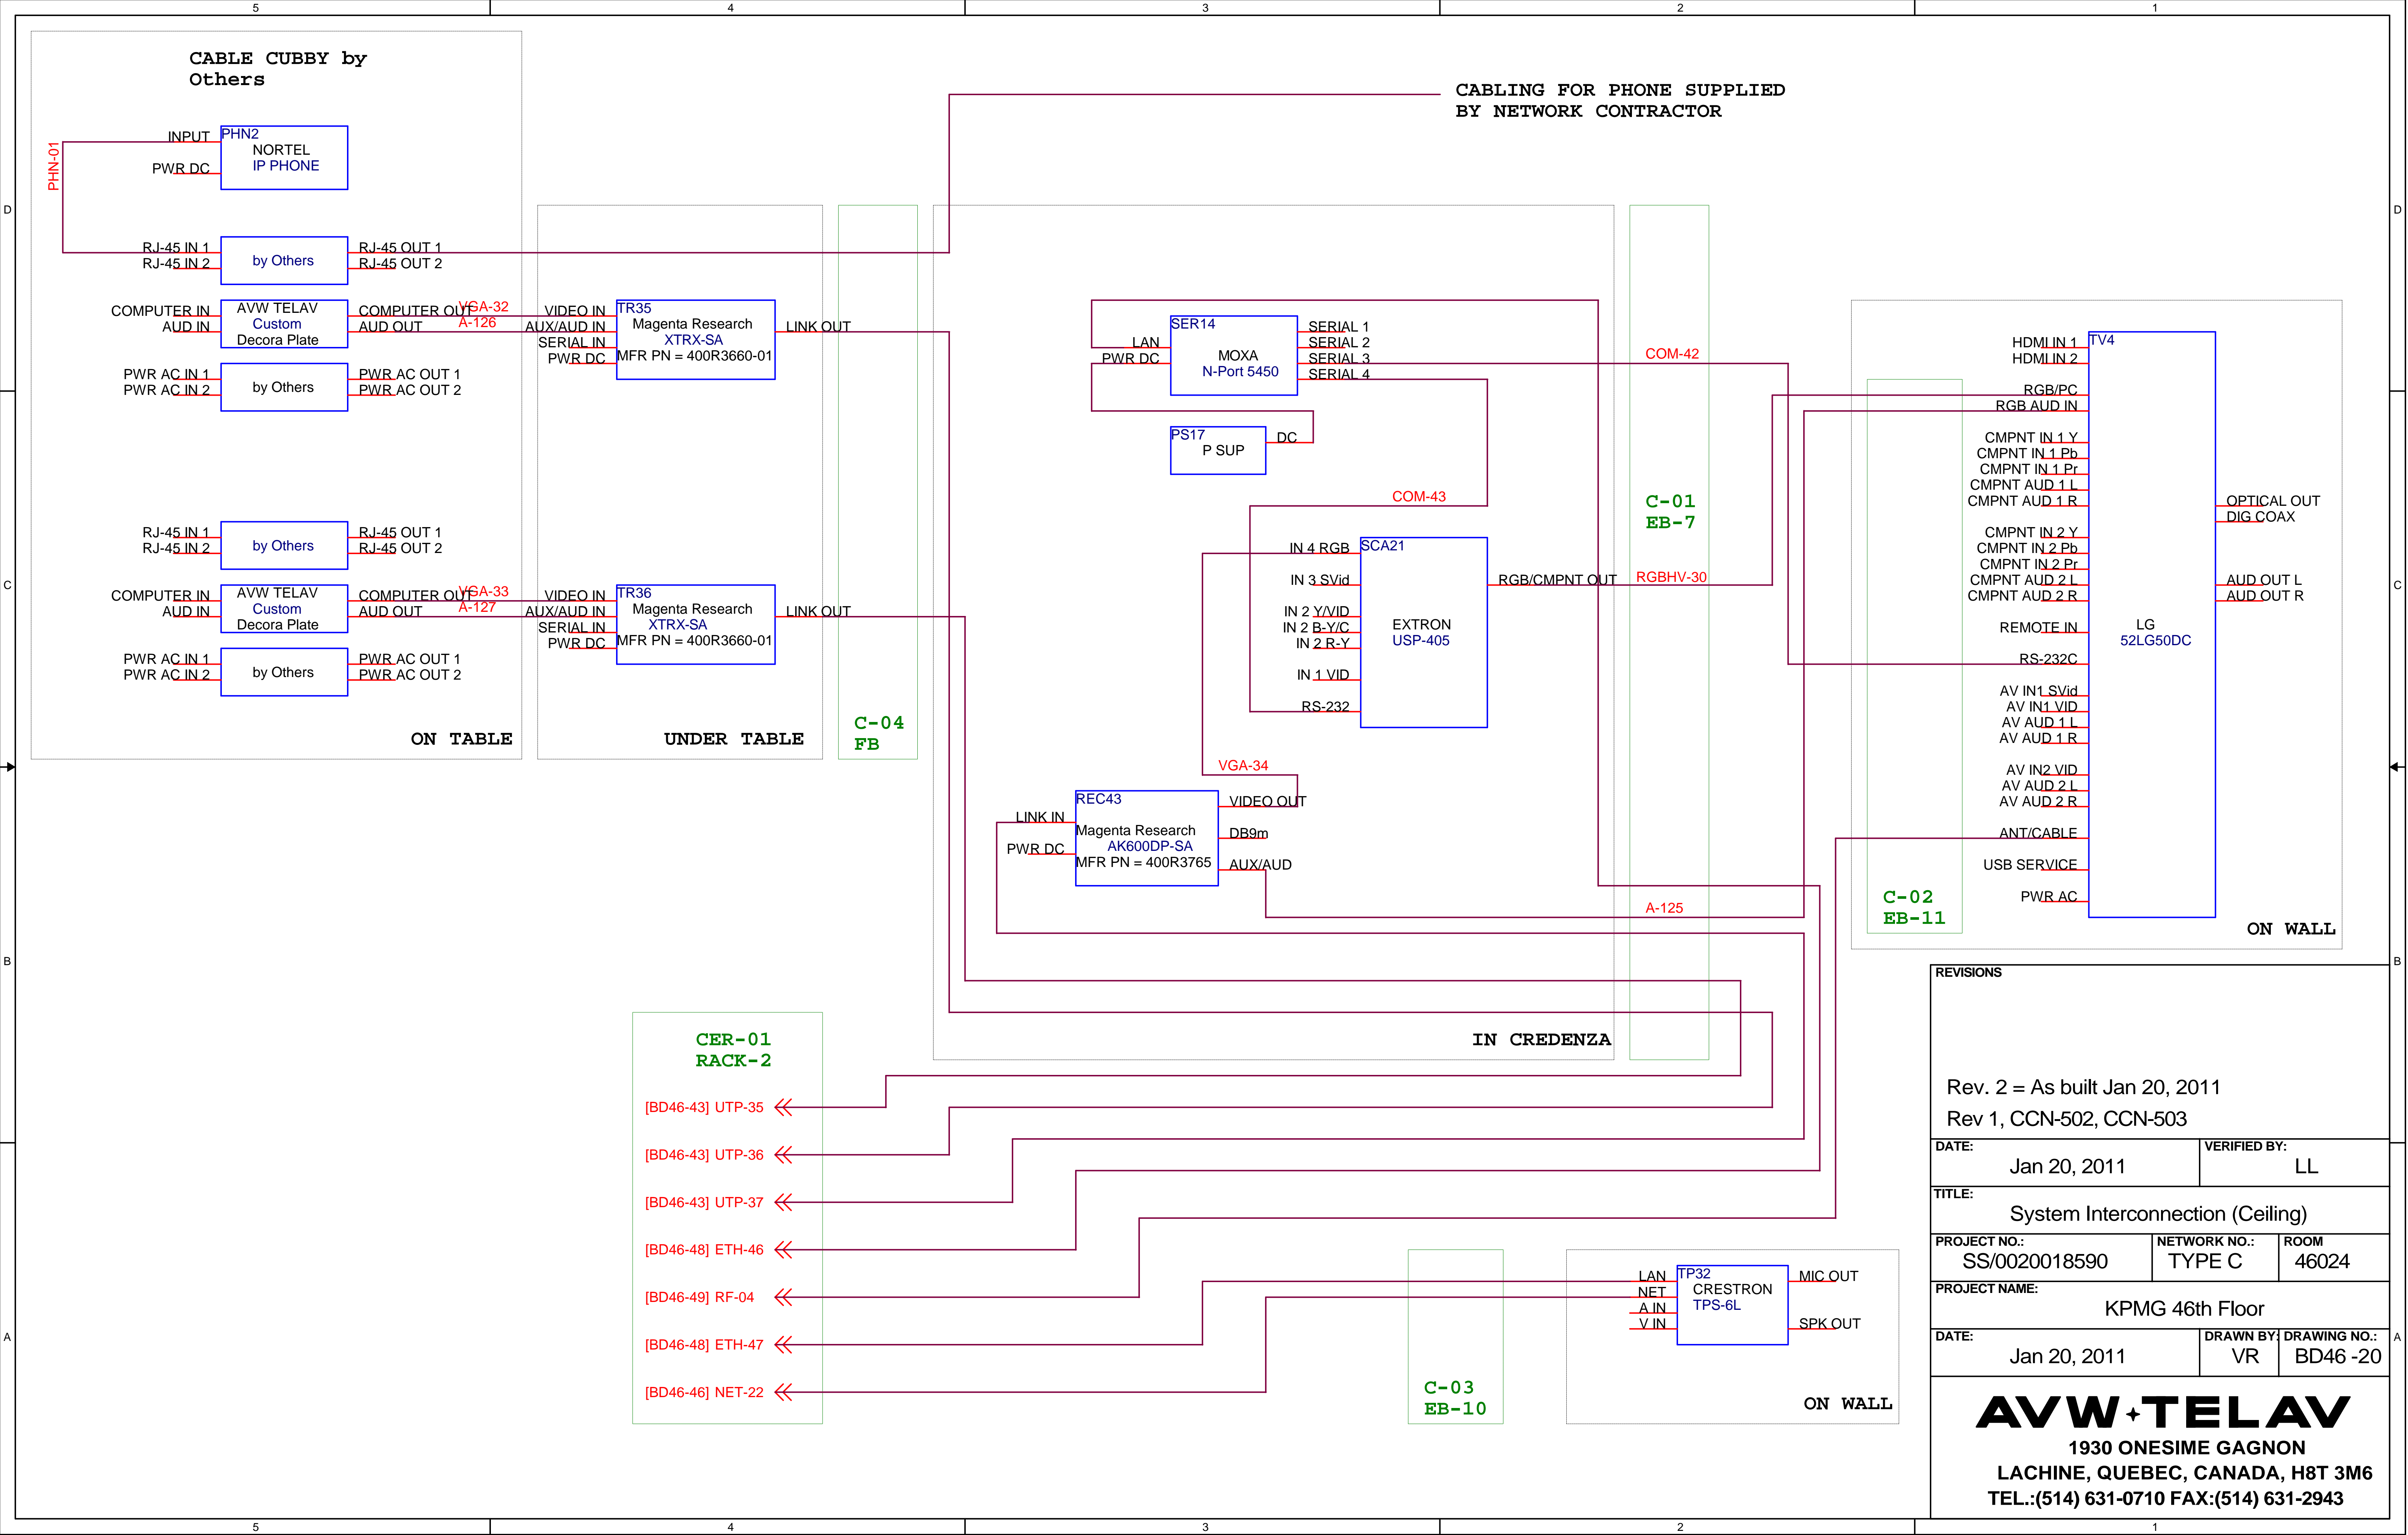 5 4 3 2 1
CABLE CUBBY by
Others
CABLING FOR PHONE SUPPLIED
BY NETWORK CONTRACTOR
PHN-01
INPUT
PWR DC
PHN2
NORTEL
IP PHONE
D
D
RJ-45 IN 1
RJ-45 IN 2
by Others
RJ-45 OUT 1
RJ-45 OUT 2
COMPUTER IN
AUD IN
AVW TELAV
Custom
Decora Plate
COMPUTER OUT
AUD OUT
VGA-32
A-126
PWR AC IN 1
PWR AC IN 2
by Others
PWR AC OUT 1
PWR AC OUT 2
RJ-45 IN 1
RJ-45 IN 2
by Others
RJ-45 OUT 1
RJ-45 OUT 2
COMPUTER IN
AUD IN
AVW TELAV
Custom
Decora Plate
COMPUTER OUT
AUD OUT
VGA-33
A-127
PWR AC IN 1
PWR AC IN 2
by Others
PWR AC OUT 1
PWR AC OUT 2
ON TABLE
VIDEO IN
AUX/AUD IN
SERIAL IN
PWR DC
TR35
Magenta Research
XTRX-SA
MFR PN = 400R3660-01
LINK OUT
VIDEO IN
AUX/AUD IN
SERIAL IN
PWR DC
TR36
Magenta Research
XTRX-SA
MFR PN = 400R3660-01
LINK OUT
UNDER TABLE
C-04
FB
LAN
PWR DC
SER14
MOXA
N-Port 5450
SERIAL 1
SERIAL 2
SERIAL 3
SERIAL 4
PS17
P SUP
DC
COM-42
COM-43
C-01
EB-7
IN 4 RGB
IN 3 SVid
IN 2 Y/VID
IN 2 B-Y/C
IN 2 R-Y
IN 1 VID
RS-232
SCA21
EXTRON
USP-405
RGB/CMPNT OUT
RGBHV-30
VGA-34
LINK IN
PWR DC
REC43
Magenta Research
AK600DP-SA
MFR PN = 400R3765
VIDEO OUT
DB9m
AUX/AUD
A-125
IN CREDENZA
HDMI IN 1
HDMI IN 2
RGB/PC
RGB AUD IN
CMPNT IN 1 Y
CMPNT IN 1 Pb
CMPNT IN 1 Pr
CMPNT AUD 1 L
CMPNT AUD 1 R
CMPNT IN 2 Y
CMPNT IN 2 Pb
CMPNT IN 2 Pr
CMPNT AUD 2 L
CMPNT AUD 2 R
REMOTE IN
RS-232C
AV IN1 SVid
AV IN1 VID
AV AUD 1 L
AV AUD 1 R
AV IN2 VID
AV AUD 2 L
AV AUD 2 R
ANT/CABLE
USB SERVICE
PWR AC
TV4
LG
52LG50DC
OPTICAL OUT
DIG COAX
AUD OUT L
AUD OUT R
C-02
EB-11
ON WALL
C
C
B
B
CER-01
RACK-2
[BD46-43] UTP-35
[BD46-43] UTP-36
[BD46-43] UTP-37
[BD46-48] ETH-46
[BD46-49] RF-04
[BD46-48] ETH-47
[BD46-46] NET-22
C-03
EB-10
LAN
NET
A IN
V IN
TP32
CRESTRON
TPS-6L
MIC OUT
SPK OUT
ON WALL
REVISIONS
Rev. 2 = As built Jan 20, 2011
Rev 1, CCN-502, CCN-503
DATE:
Jan 20, 2011
VERIFIED BY:
LL
TITLE:
System Interconnection (Ceiling)
PROJECT NO.:
SS/0020018590
NETWORK NO.:
TYPE C
ROOM
46024
PROJECT NAME:
KPMG 46th Floor
DATE:
Jan 20, 2011
DRAWN BY:
VR
DRAWING NO.:
BD46 -20
A
A
AVW+TELAV
1930 ONESIME GAGNON
LACHINE, QUEBEC, CANADA, H8T 3M6
TEL.:(514) 631-0710 FAX:(514) 631-2943
5 4 3 2 1